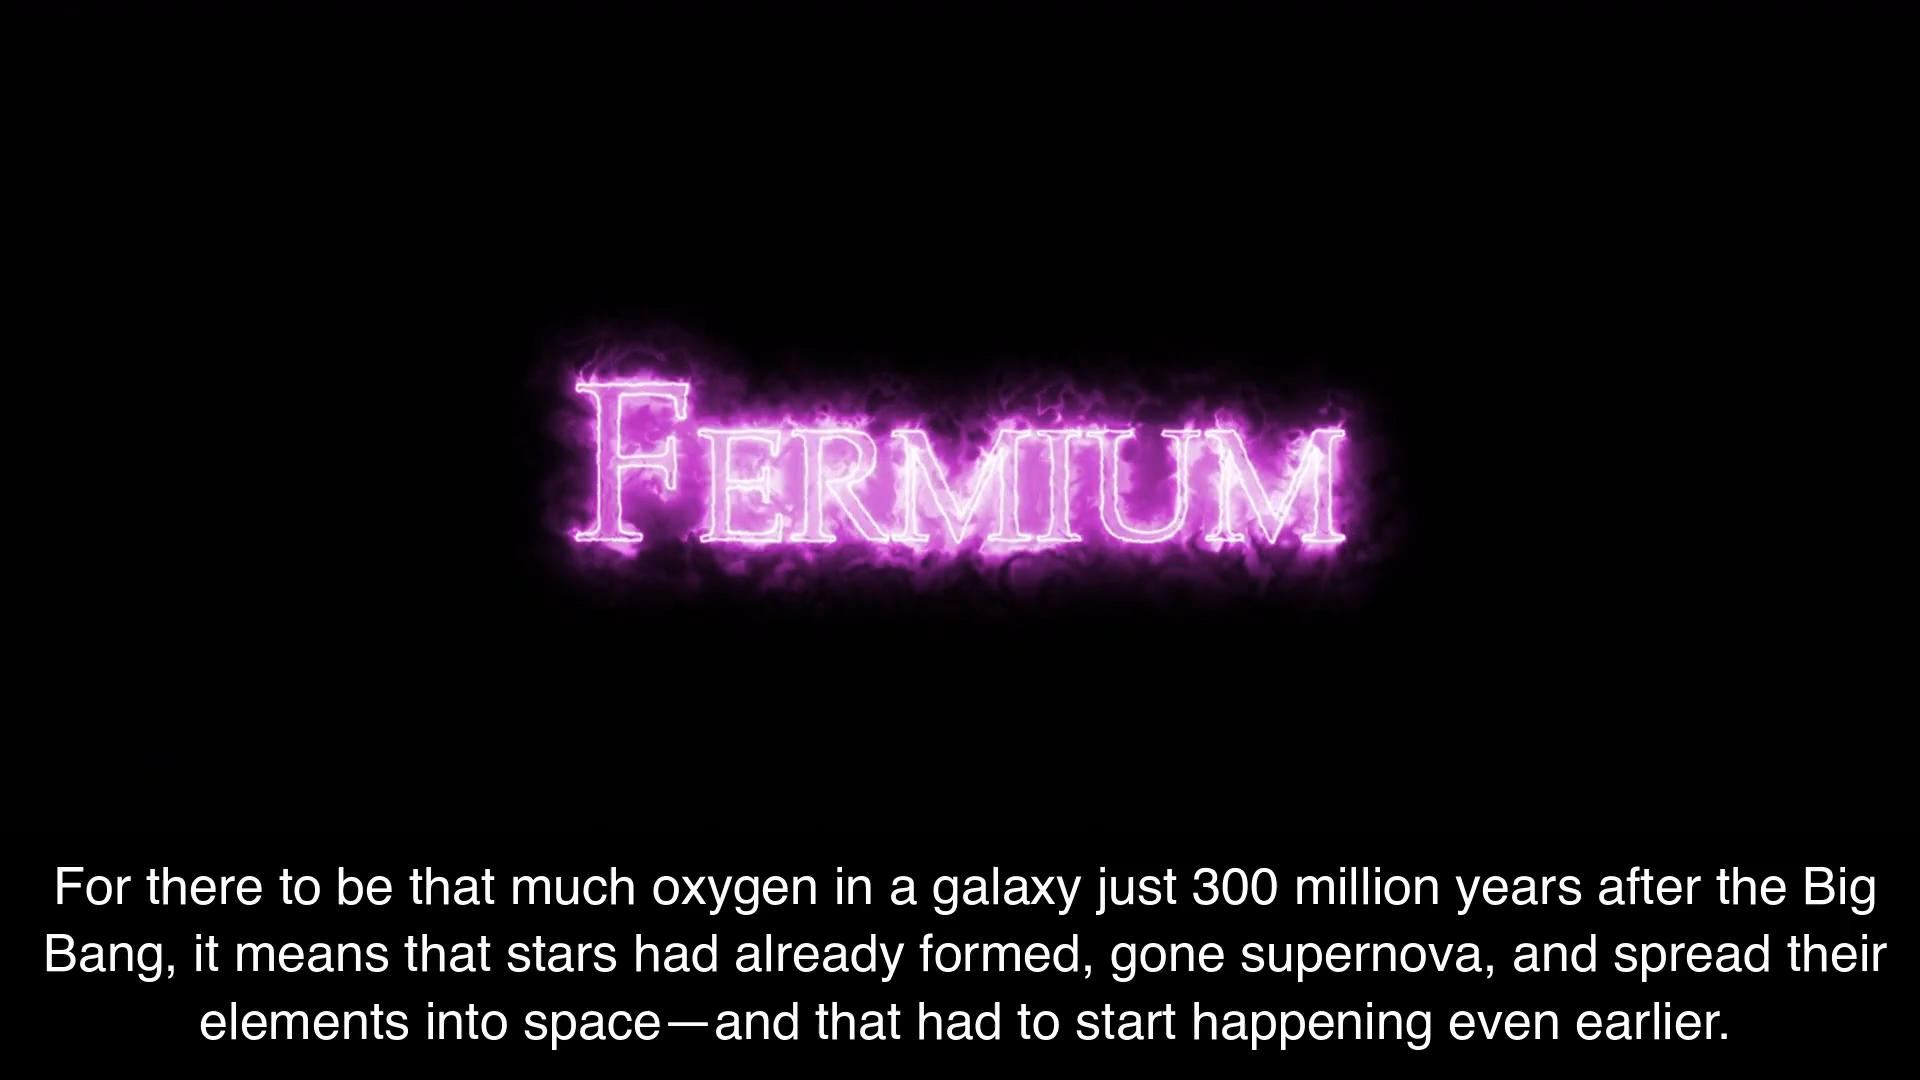 FERMIUM
For there to be that much oxygen in a galaxy just 300 million years after the Big
Bang, it means that stars had already formed, gone supernova, and spread their
elements into space—and that had to start happening even earlier.